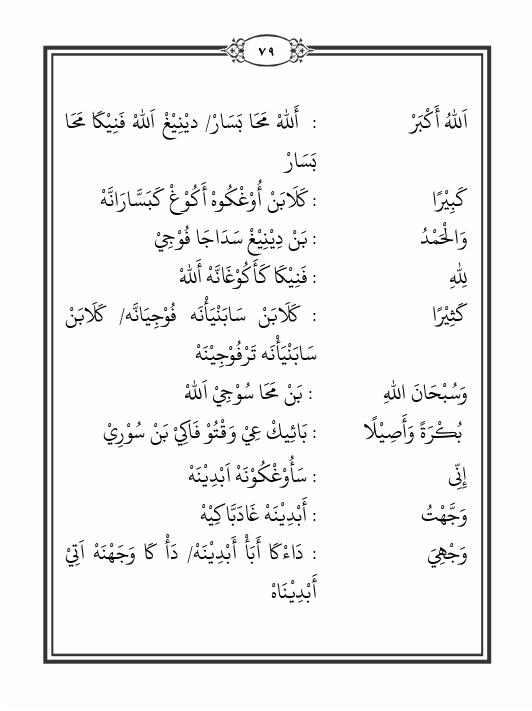 ٧٩
اَللهُ أَكْبَرْ : أَللهْ مَحَا بَسَارْ/ دِيْنِيْڠْ اَللهْ فَنِيْكَا مَحَا
بَسَارْ
كَبِيْرًا : كَلَابَنْ أُوْڠْكُوهْ أَكُوْڠْ كَبَسَّارَانَّهْ
وَالْحَمْدُ : بَنْ دِيْنِيْڠْ سَدَاجَا فُوْجِيْ
لِلّٰهِ : فَنِيْكَا كَأَكُوْڠَانَّهْ أَللهْ
كَثِيْرًا : كَلَابَنْ سَابَنْيَأْنَه فُوْجِيَانَّه/ كَلَابَنْ
سَابَنْيَأْنَه تَرْفُوْجِيْنَهْ
وَسُبْحَانَ اللهِ : بَنْ مَحَا سُوْجِيْ اَللهْ
بُكْرَةً وَأَصِيْلًا : بَائِيكْ عِيْ وَقْتُوْ فَاكِيْ بَنْ سُوْرِيْ
إِنِّى : سَأُوْڠْكُوْنَهْ اَبْدِيْنَهْ
وَجَّهْتُ : أَبْدِيْنَهْ غَادَبَّاكِيْهْ
وَجْهِيَ : دَاءْكَا أَبَأْ أَبْدِيْنَهْ/ دَأْ كَا وَجَهْنَهْ اَتِيْ
أَبْدِيْنَاهْ